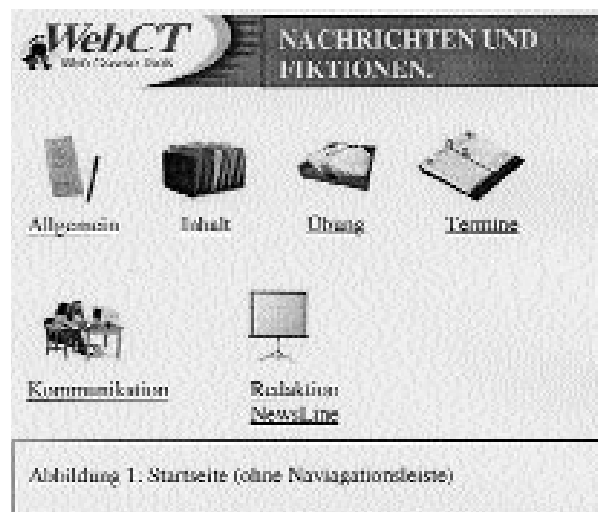 WebCT
NACHRICHTEN UND
FIKTIONEN.
Allgemein Inhalt Übung Termine
Kommunikation Redaktion
NewsLine
Abbildung 1: Startseite (ohne Naviagationsleiste)